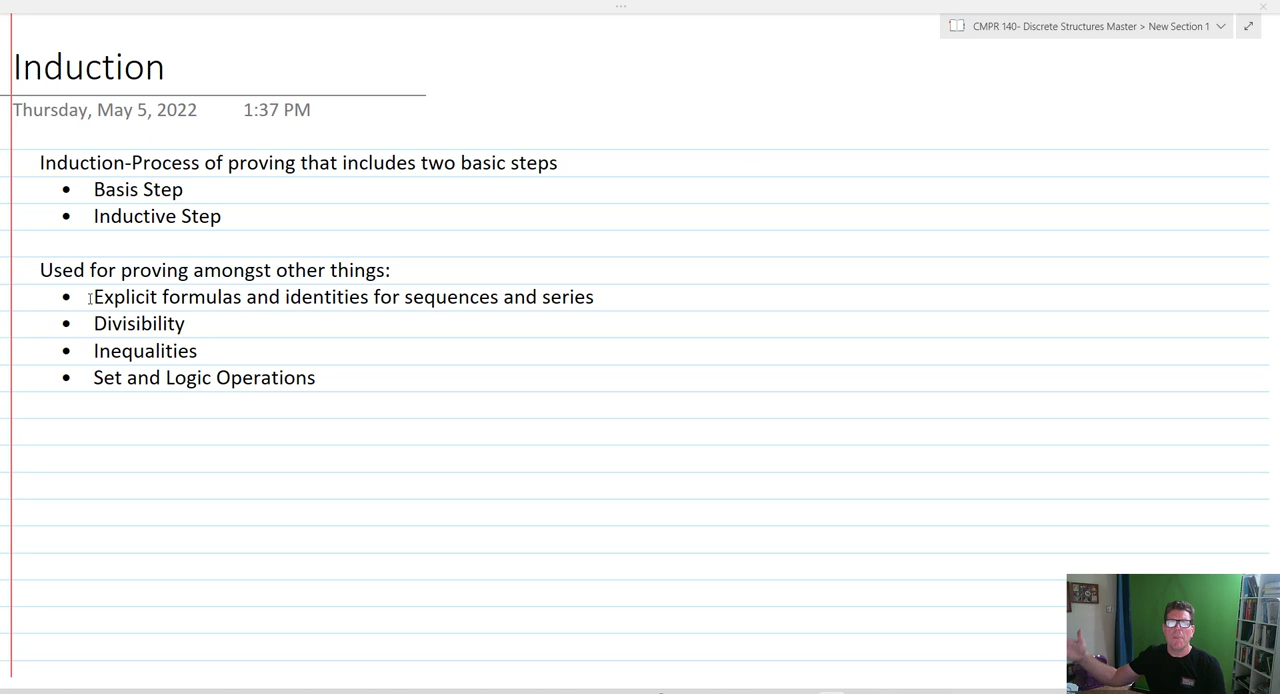 CMPR 140- Discrete Structures Master > New Section 1
Induction
Thursday, May 5, 2022 1:37 PM
Induction-Process of proving that includes two basic steps
• Basis Step
• Inductive Step
Used for proving amongst other things:
• Explicit formulas and identities for sequences and series
• Divisibility
• Inequalities
• Set and Logic Operations